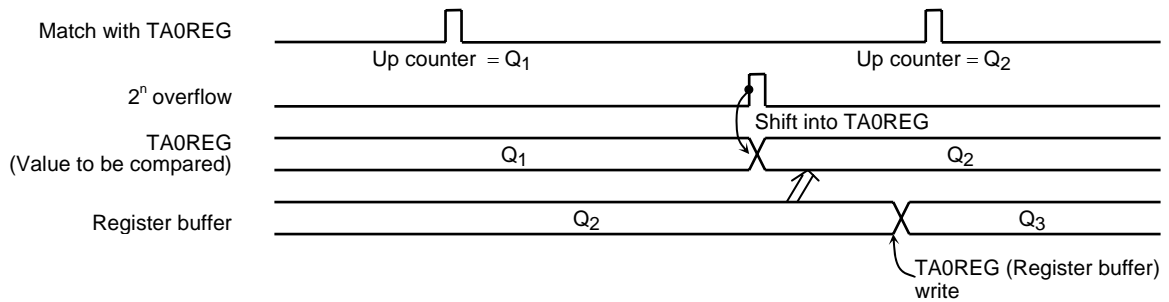 Match with TA0REG
Up counter = Q1
Up counter = Q2
2n overflow
Shift into TA0REG
TA0REG
(Value to be compared)
Q1
Q2
Register buffer
Q2
Q3
TA0REG (Register buffer)
write